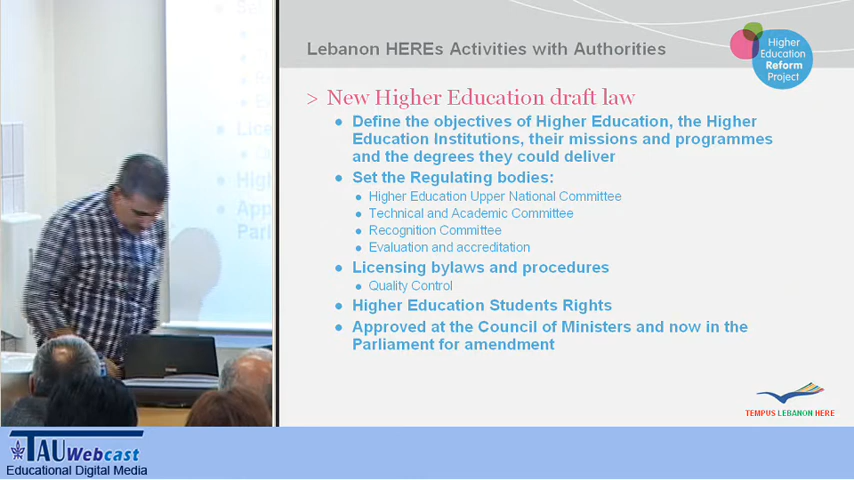 Lebanon HEREs Activities with Authorities
Higher
Education
Reform
Project
> New Higher Education draft law
• Define the objectives of Higher Education, the Higher
Education Institutions, their missions and programmes
and the degrees they could deliver
• Set the Regulating bodies:
• Higher Education Upper National Committee
• Technical and Academic Committee
• Recognition Committee
• Evaluation and accreditation
• Licensing bylaws and procedures
• Quality Control
• Higher Education Students Rights
• Approved at the Council of Ministers and now in the
Parliament for amendment
TEMPUS LEBANON HERE
TAU Webcast
Educational Digital Media